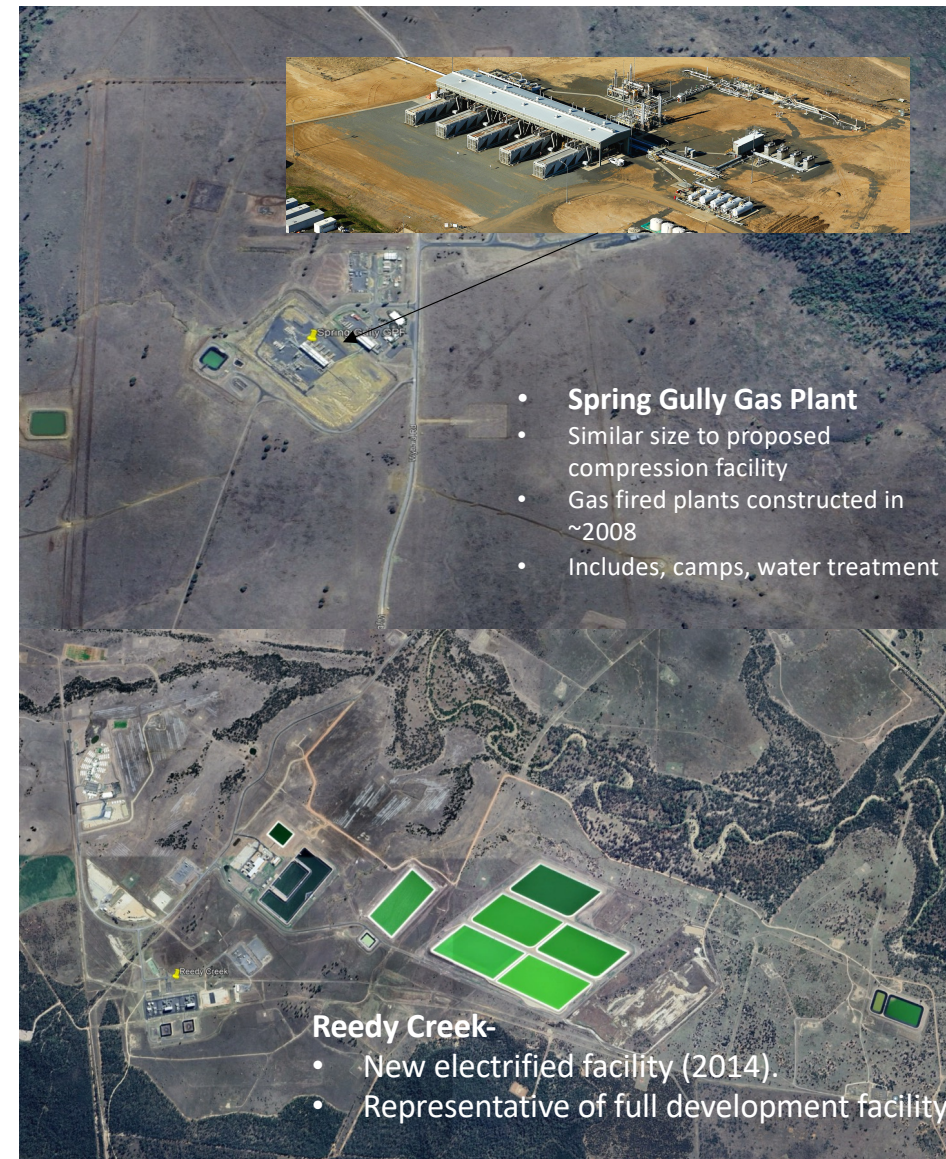 Spring Gully GPF
• Spring Gully Gas Plant
• Similar size to proposed
compression facility
• Gas fired plants constructed in
~2008
• Includes, camps, water treatment
Reedy Creek
Reedy Creek-
• New electrified facility (2014).
• Representative of full development facility